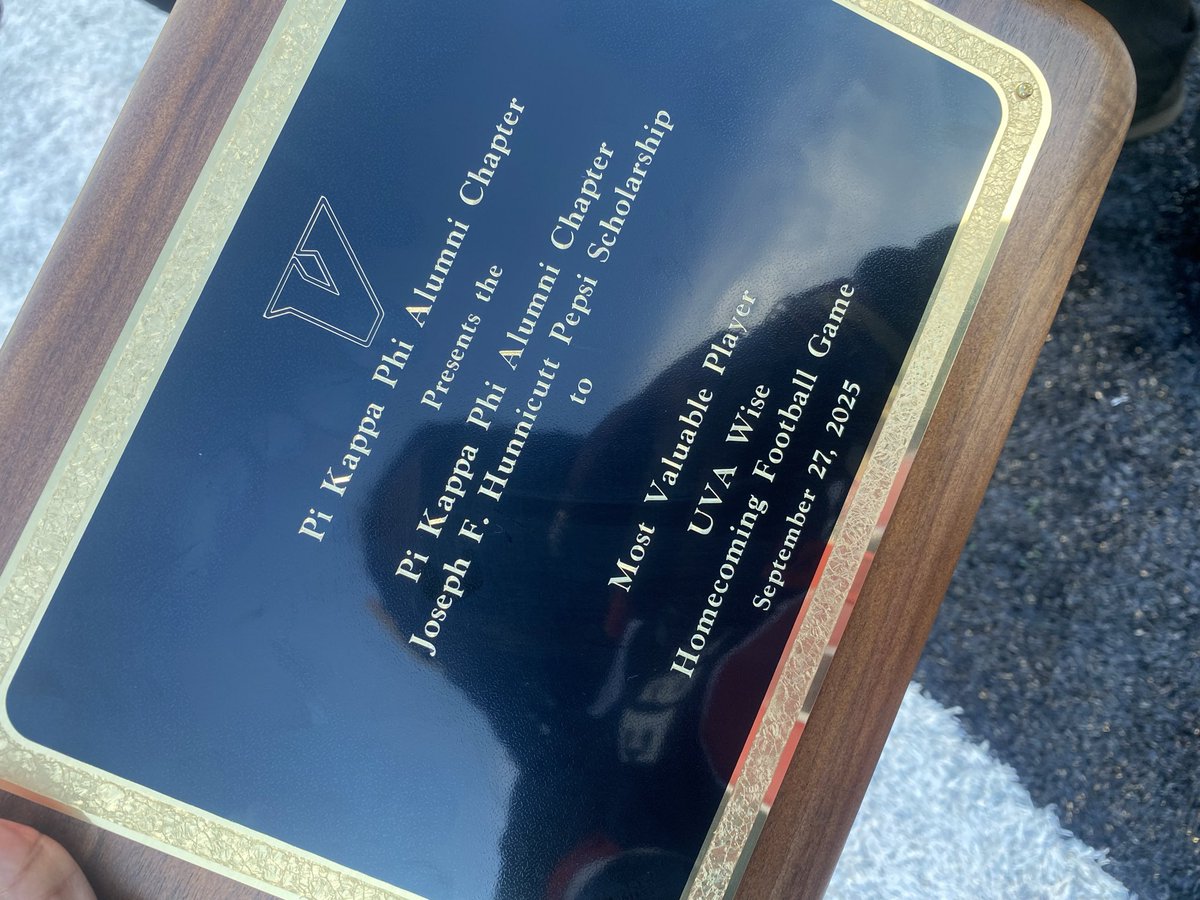 V
Pi Kappa Phi Alumni Chapter
Presents the
Pi Kappa Phi Alumni Chapter
Joseph F. Hunnicutt Pepsi Scholarship
to
Most Valuable Player
UVA Wise
Homecoming Football Game
September 27, 2025